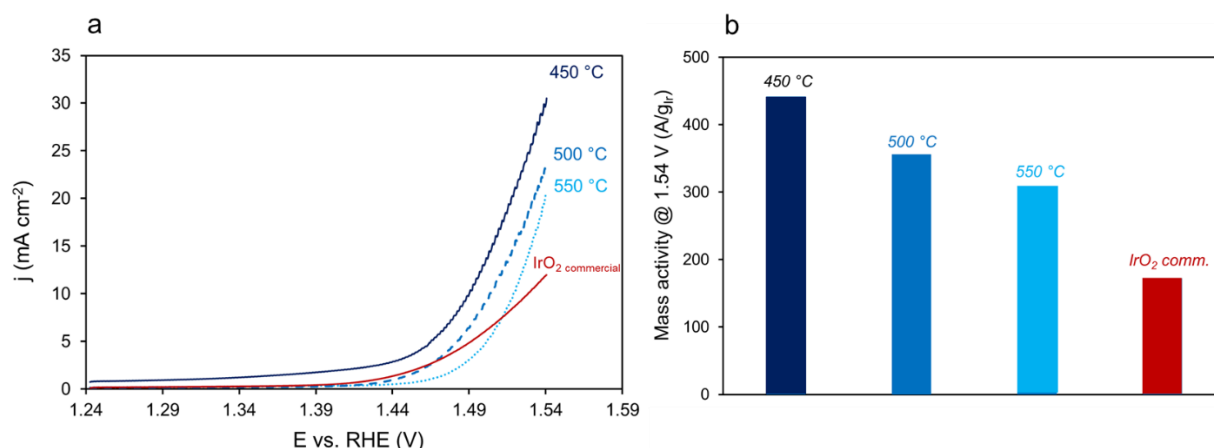 a
35
30
25
20
15
10
5
0
j (mA cm⁻²)
450 °C
500 °C
550 °C
IrO₂ commercial
1.24 1.29 1.34 1.39 1.44 1.49 1.54 1.59
E vs. RHE (V)
b
500
400
300
200
100
0
Mass activity @ 1.54 V (A/gIr)
450 °C
500 °C
550 °C
IrO₂ comm.